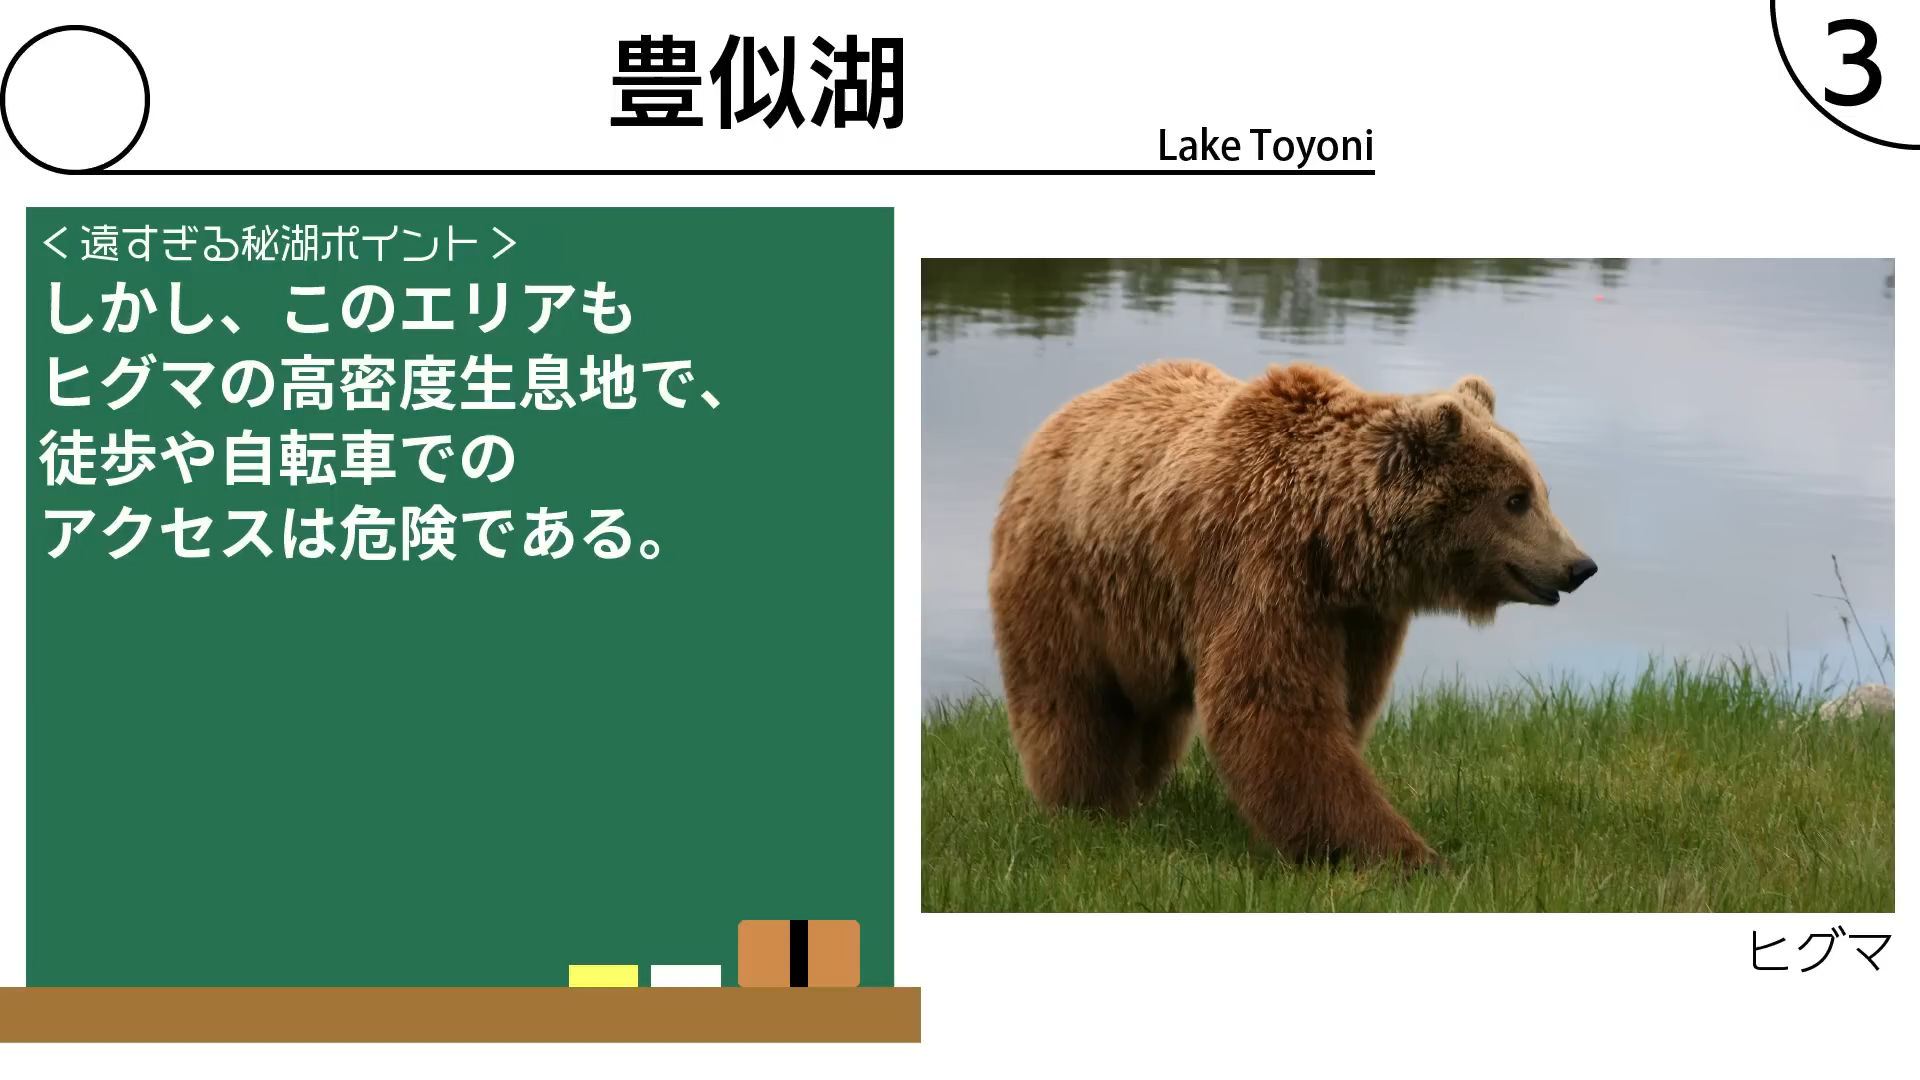 豊似湖
Lake Toyoni
3
＜遠すぎる秘湖ポイント＞
しかし、このエリアも
ヒグマの高密度生息地で、
徒歩や自転車での
アクセスは危険である。
ヒグマ